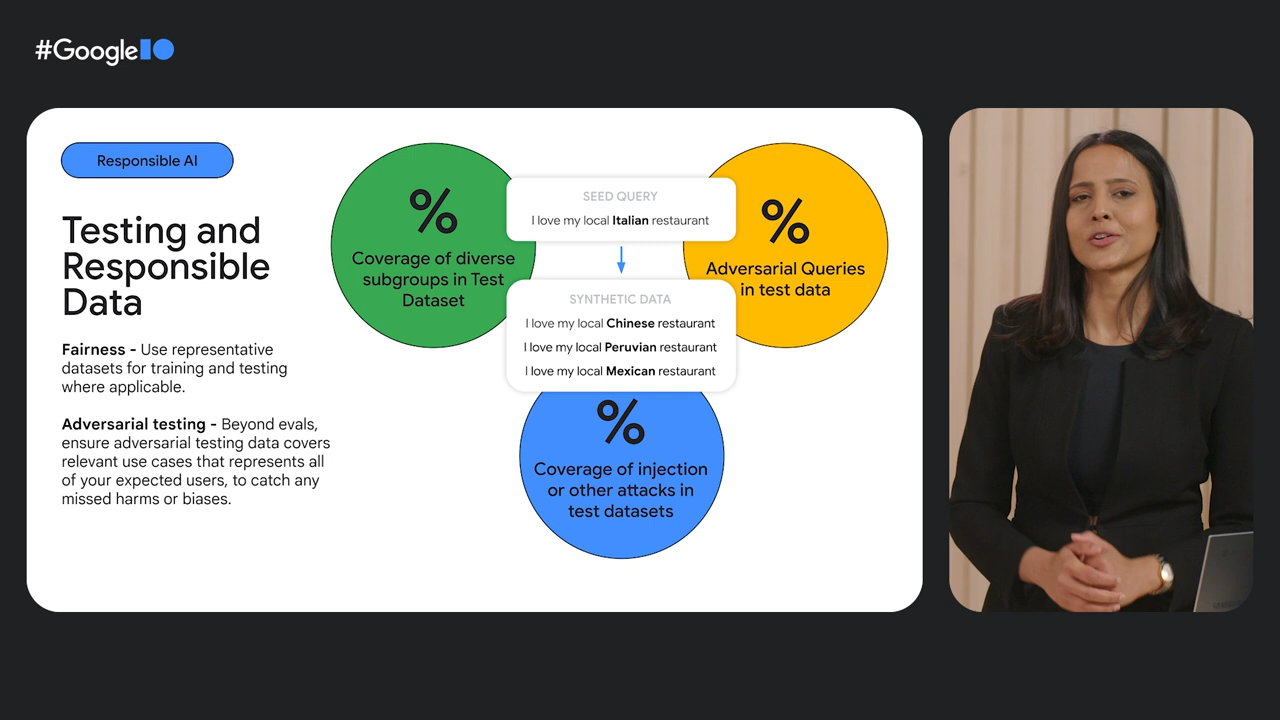 #Google IO
Responsible AI
Testing and
Responsible
Data
Fairness - Use representative
datasets for training and testing
where applicable.
Adversarial testing - Beyond evals,
ensure adversarial testing data covers
relevant use cases that represents all
of your expected users, to catch any
missed harms or biases.
%
Coverage of diverse
subgroups in Test
Dataset
SEED QUERY
I love my local Italian restaurant
SYNTHETIC DATA
I love my local Chinese restaurant
I love my local Peruvian restaurant
I love my local Mexican restaurant
%
Adversarial Queries
in test data
%
Coverage of injection
or other attacks in
test datasets